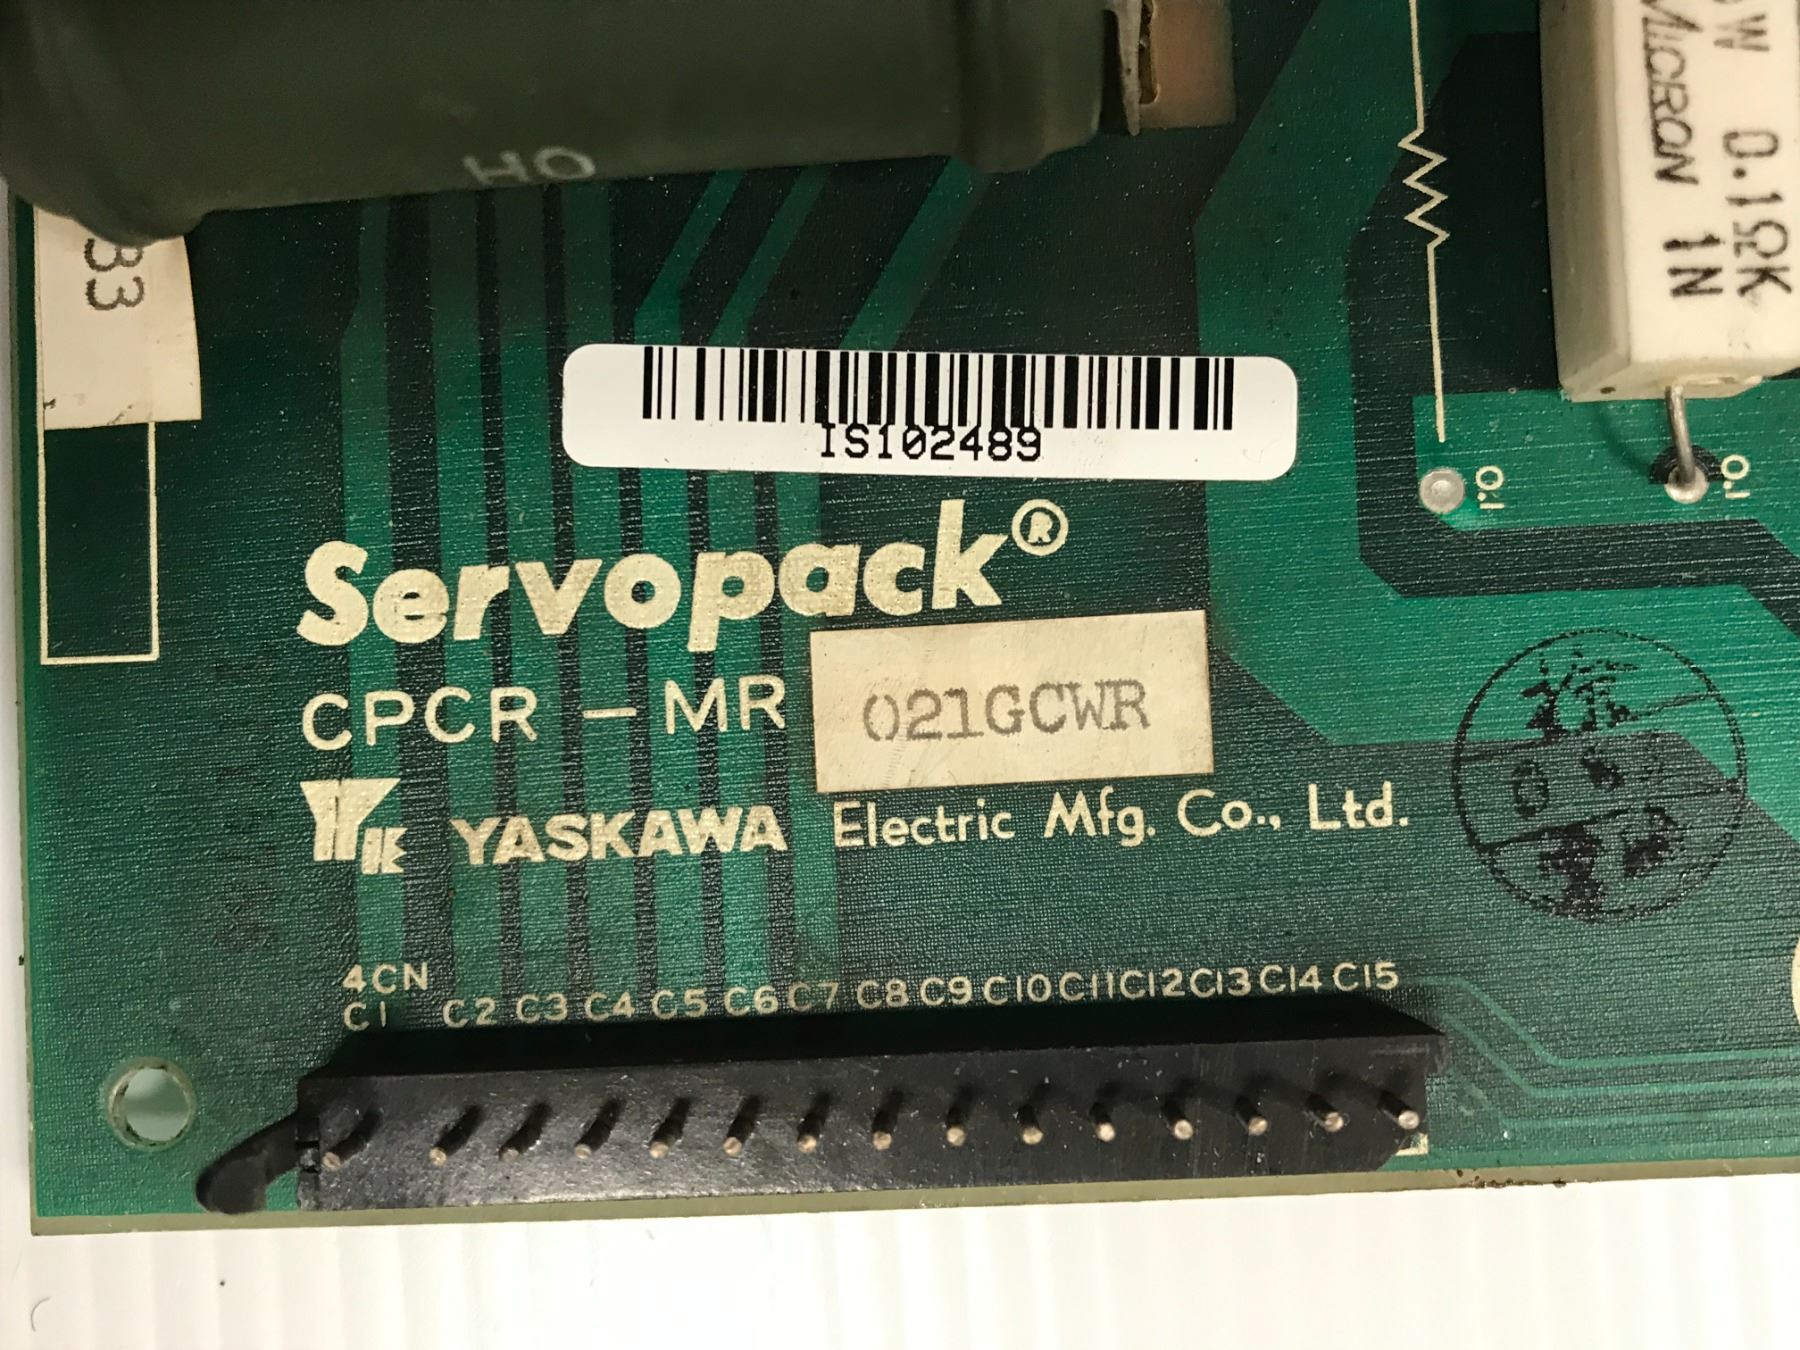 HO
33
W
MICRON
0.1ΩK
1N
IS102489
0.1
0.1
Servopack®
CPCR-MR 021GCWR
YASKAWA Electric Mfg. Co., Ltd.
4CN
C1 C2 C3 C4 C5 C6 C7 C8 C9 C10 C11 C12 C13 C14 C15